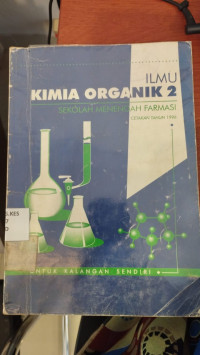 ILMU
KIMIA ORGANIK 2
SEKOLAH MENENGAH FARMASI
UNTUK KALANGAN SENDIRI